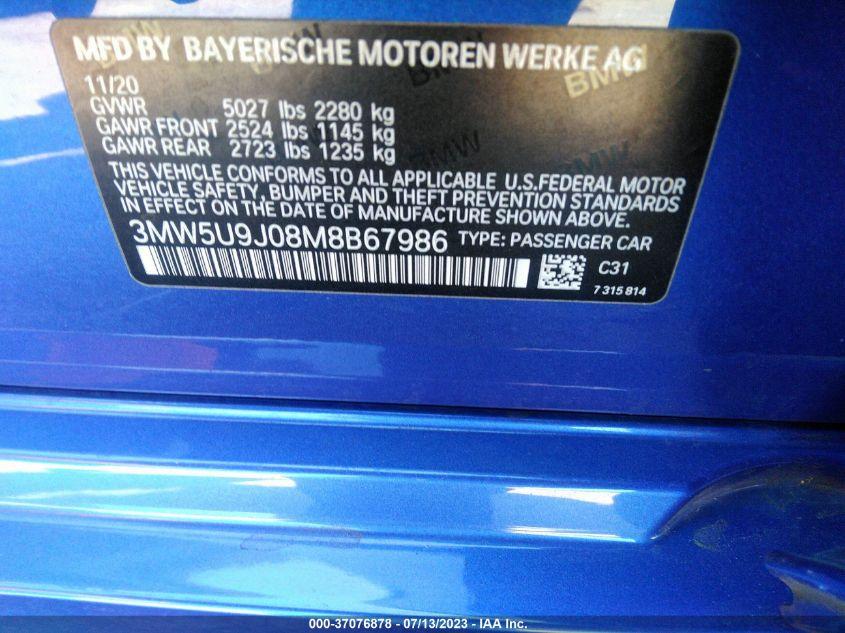 MFD BY BAYERISCHE MOTOREN WERKE AG
11/20
GVWR 5027 lbs 2280 kg
GAWR FRONT 2524 lbs 1145 kg
GAWR REAR 2723 lbs 1235 kg
THIS VEHICLE CONFORMS TO ALL APPLICABLE U.S.FEDERAL MOTOR
VEHICLE SAFETY, BUMPER AND THEFT PREVENTION STANDARDS
IN EFFECT ON THE DATE OF MANUFACTURE SHOWN ABOVE.
3MW5U9J08M8B67986 TYPE: PASSENGER CAR
C31
7 315 814
BMW
BMW
BMW
000-37076878 - 07/13/2023 - IAA Inc.